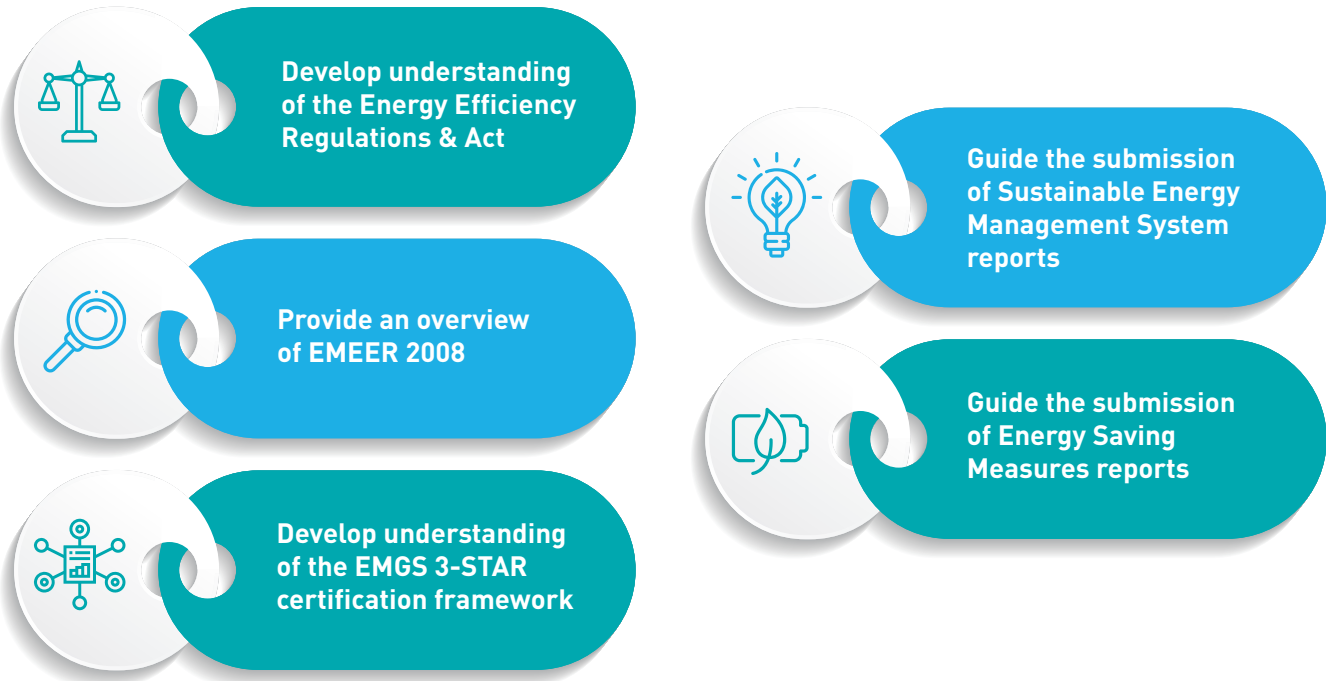 Develop understanding
of the Energy Efficiency
Regulations & Act
Provide an overview
of EMEER 2008
Develop understanding
of the EMGS 3-STAR
certification framework
Guide the submission
of Sustainable Energy
Management System
reports
Guide the submission
of Energy Saving
Measures reports